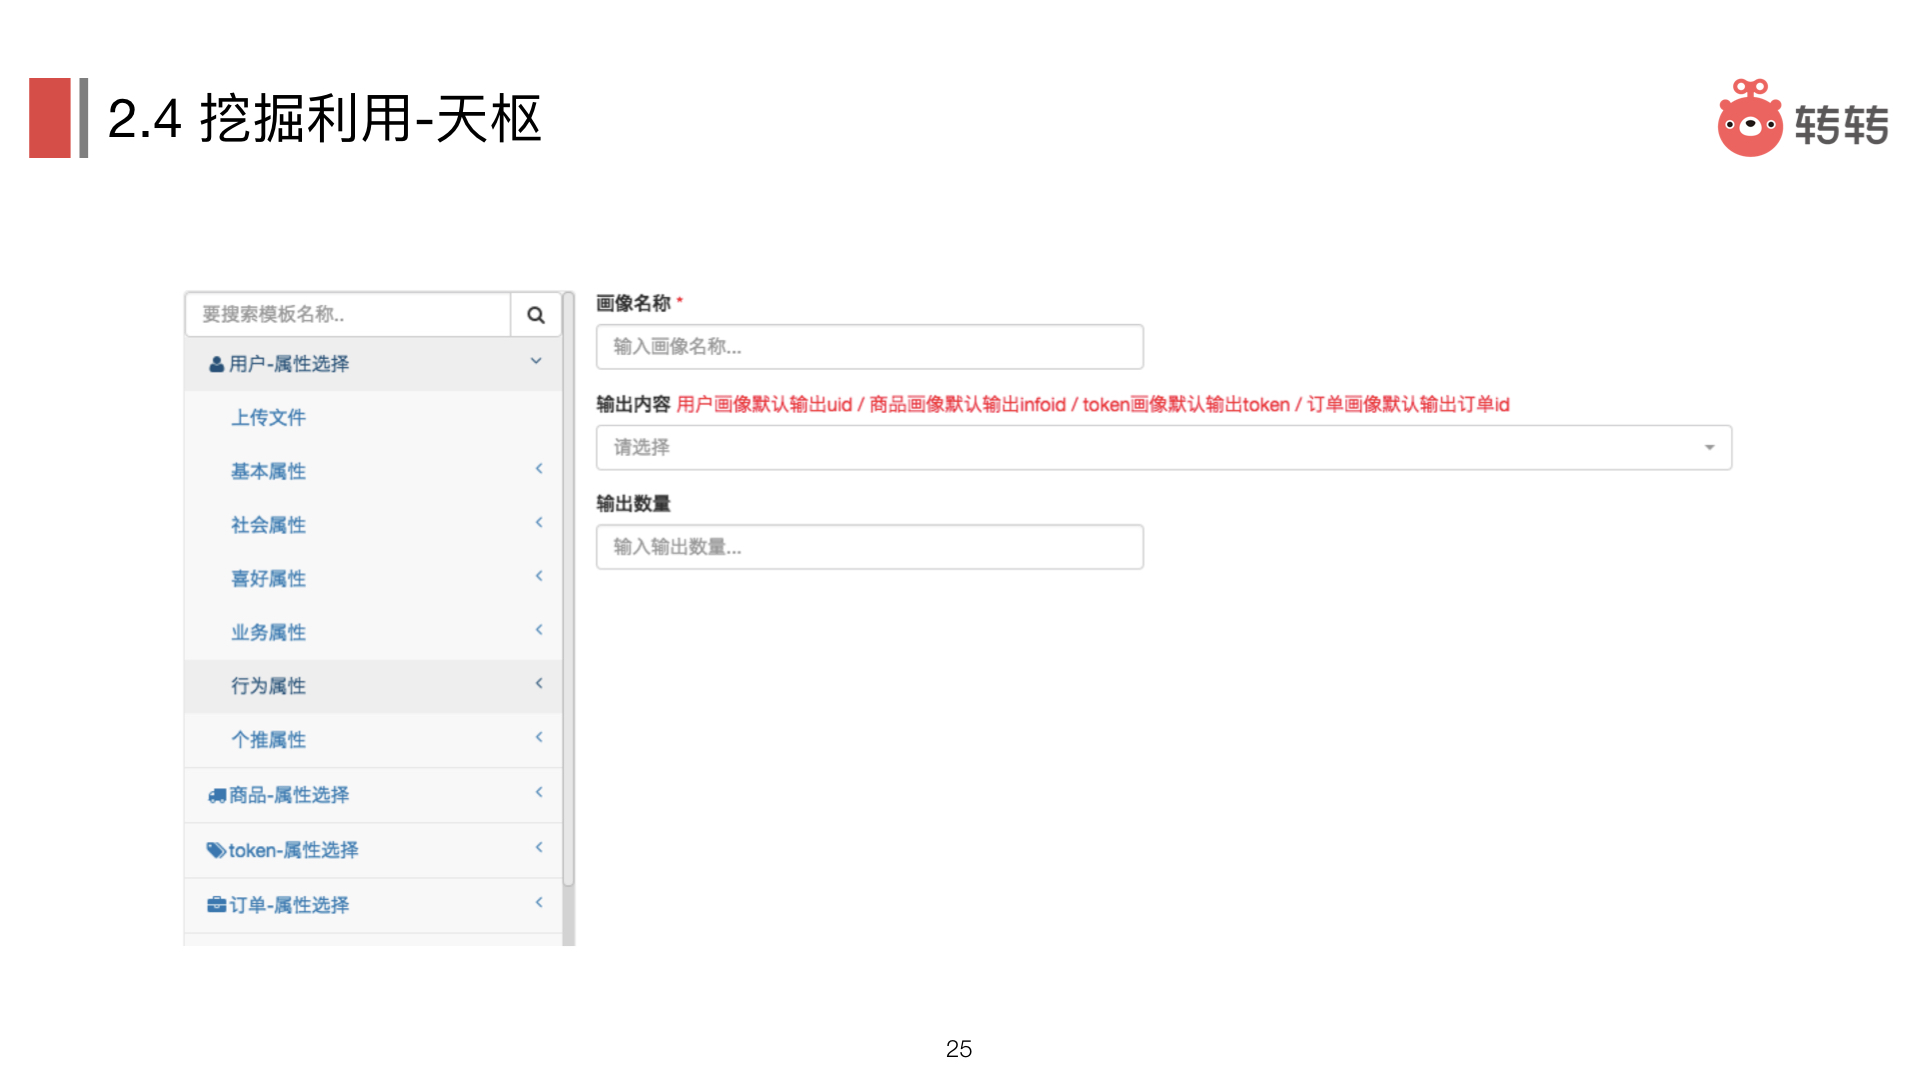 2.4 挖掘利用-天枢
转转
要搜索模板名称..
用户-属性选择
上传文件
基本属性
社会属性
喜好属性
业务属性
行为属性
个推属性
商品-属性选择
token-属性选择
订单-属性选择
画像名称 *
输入画像名称...
输出内容 用户画像默认输出uid / 商品画像默认输出infoid / token画像默认输出token / 订单画像默认输出订单id
请选择
输出数量
输入输出数量...
25